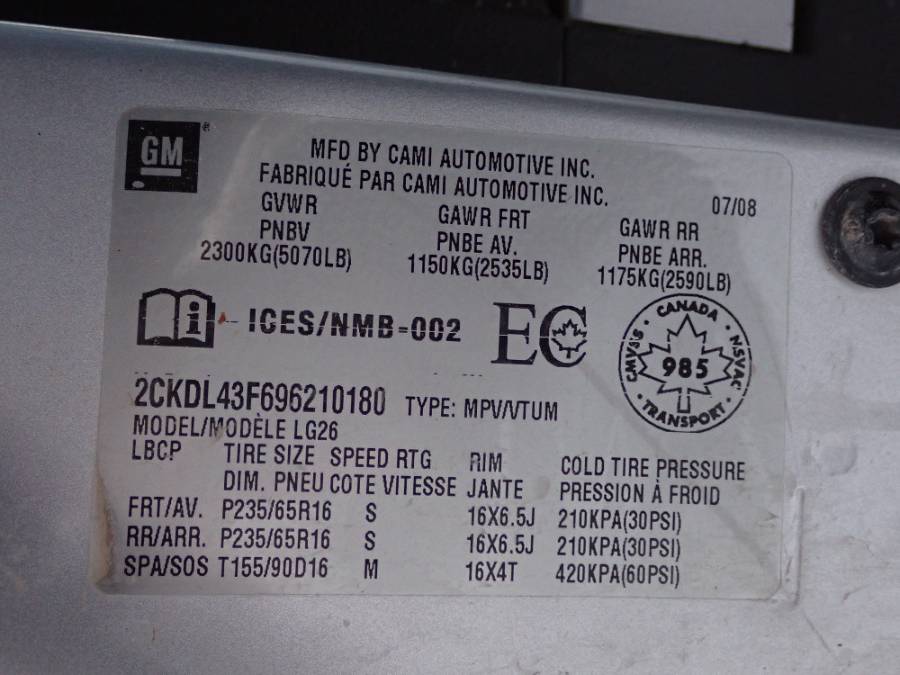 GM
MFD BY CAMI AUTOMOTIVE INC.
FABRIQUÉ PAR CAMI AUTOMOTIVE INC.
07/08
GVWR GAWR FRT GAWR RR
PNBV PNBE AV. PNBE ARR.
2300KG(5070LB) 1150KG(2535LB) 1175KG(2590LB)
i ICES/NMB-002 EC
CANADA
CMVSS 985 NSVAC
TRANSPORT
2CKDL43F696210180 TYPE: MPV/VTUM
MODEL/MODÈLE LG26
LBCP TIRE SIZE SPEED RTG RIM COLD TIRE PRESSURE
DIM. PNEU COTE VITESSE JANTE PRESSION À FROID
FRT/AV. P235/65R16 S 16X6.5J 210KPA(30PSI)
RR/ARR. P235/65R16 S 16X6.5J 210KPA(30PSI)
SPA/SOS T155/90D16 M 16X4T 420KPA(60PSI)